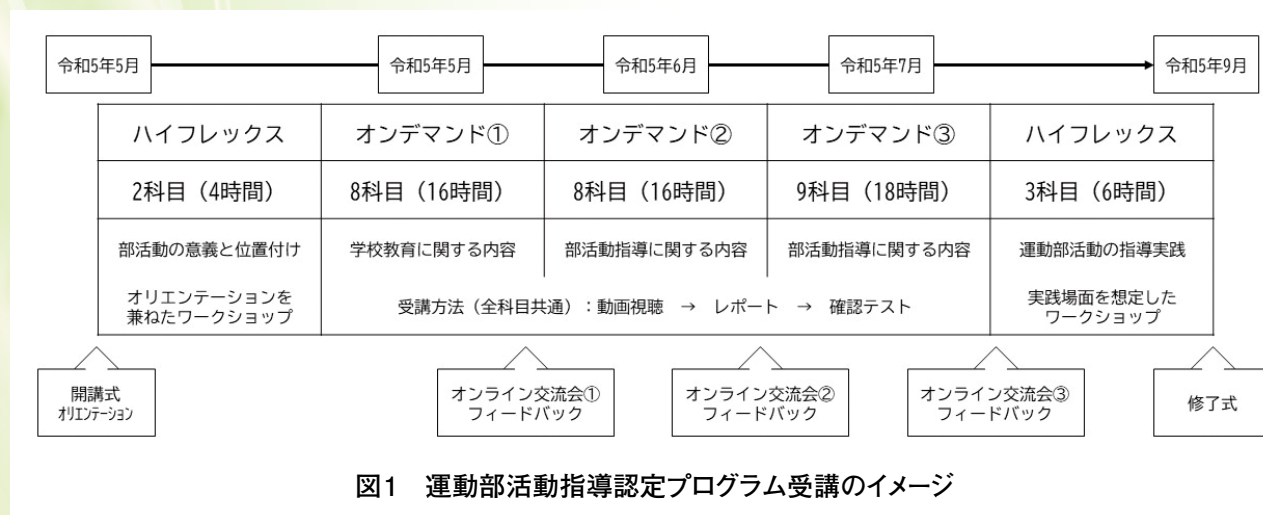 令和5年5月
令和5年5月
令和5年6月
令和5年7月
令和5年9月
ハイフレックス
オンデマンド①
オンデマンド②
オンデマンド③
ハイフレックス
2科目（4時間）
8科目（16時間）
8科目（16時間）
9科目（18時間）
3科目（6時間）
部活動の意義と位置付け
学校教育に関する内容
部活動指導に関する内容
部活動指導に関する内容
運動部活動の指導実践
オリエンテーションを
兼ねたワークショップ
受講方法（全科目共通）：動画視聴 → レポート → 確認テスト
実践場面を想定した
ワークショップ
開講式
オリエンテーション
オンライン交流会①
フィードバック
オンライン交流会②
フィードバック
オンライン交流会③
フィードバック
修了式
図1 運動部活動指導認定プログラム受講のイメージ